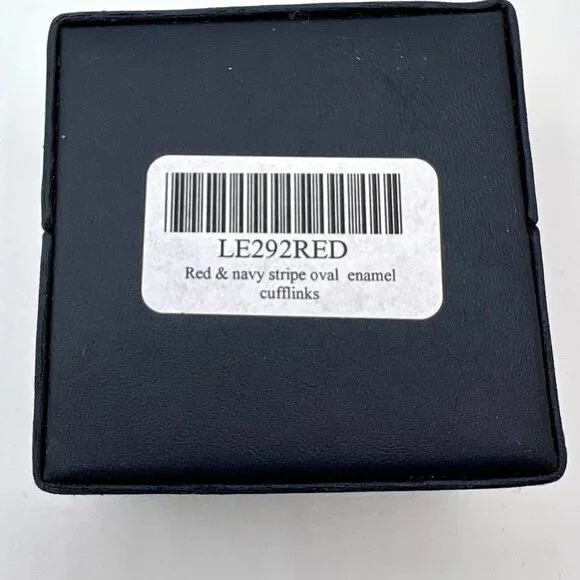 LE292RED
Red & navy stripe oval enamel
cufflinks